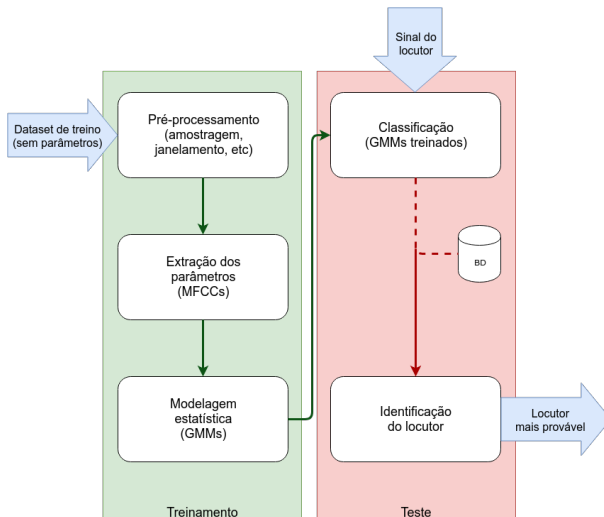 Sinal do
locutor
Dataset de treino
(sem parâmetros)
Pré-processamento
(amostragem,
janelamento, etc)
Classificação
(GMMs treinados)
Extração dos
parâmetros
(MFCCs)
BD
Modelagem
estatística
(GMMs)
Identificação
do locutor
Locutor
mais provável
Treinamento
Teste